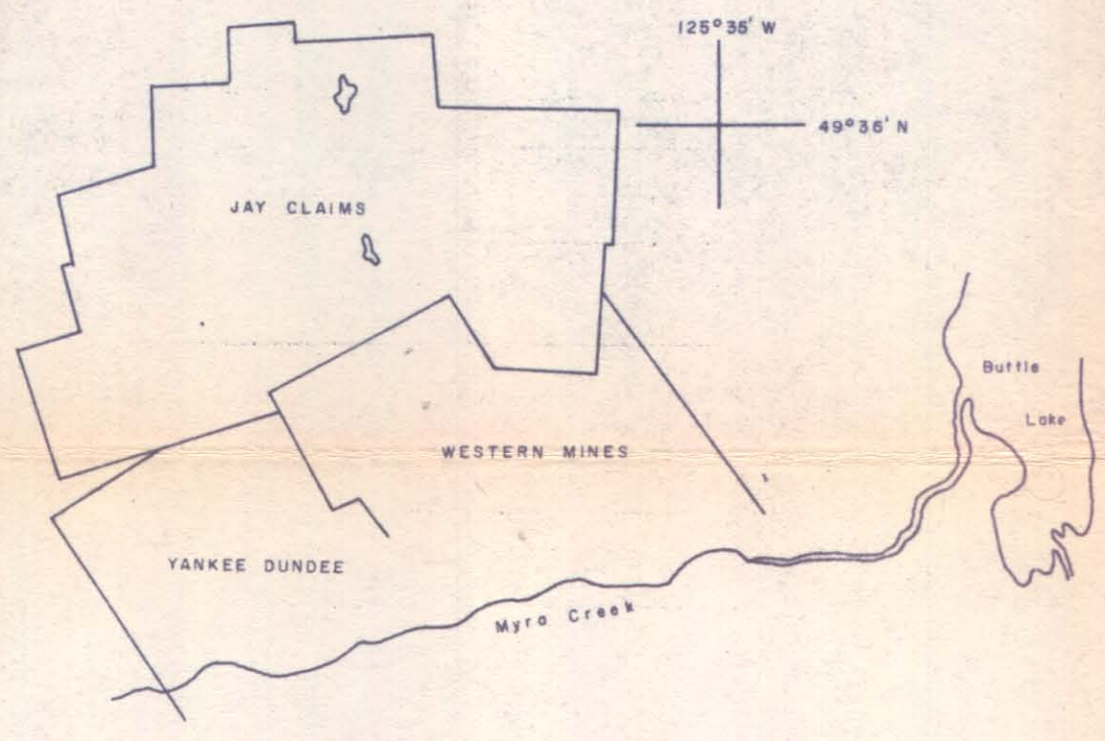 125° 35' W
49° 36' N
JAY CLAIMS
Buttle
Lake
WESTERN MINES
YANKEE DUNDEE
Myra Creek